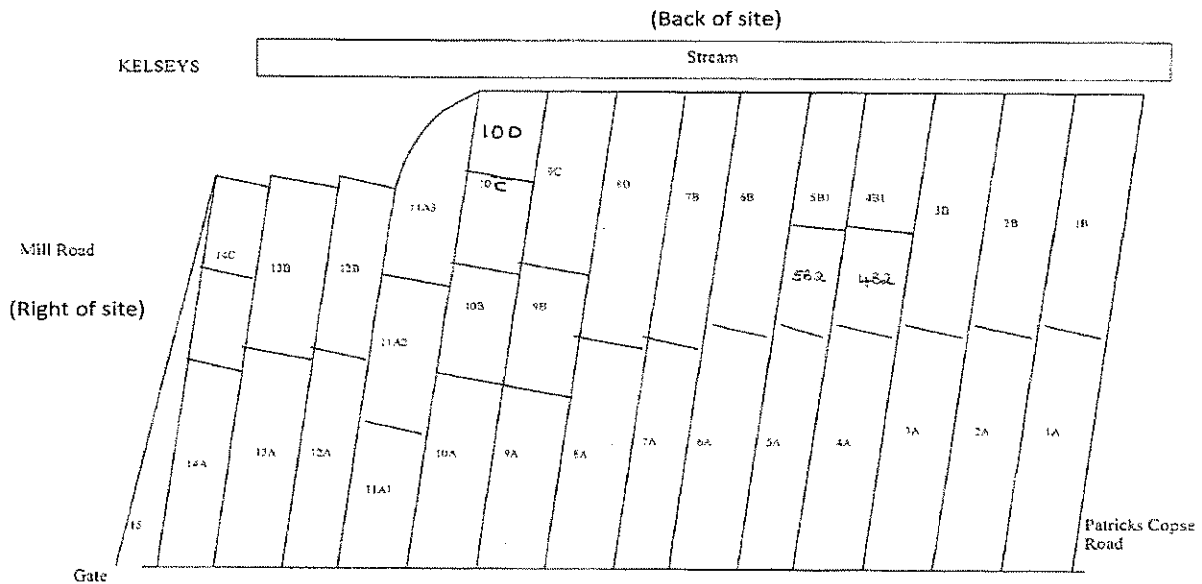 (Back of site)
Stream
KELSEYS
10D
10C
9C
8B
7B
6B
5B1
4B1
3B
2B
1B
11A3
Mill Road
14C
13B
12B
5B2
4B2
(Right of site)
10B
9B
11A2
14A
13A
12A
11A1
10A
9A
8A
7A
6A
5A
4A
3A
2A
1A
15
Patricks Copse
Road
Gate